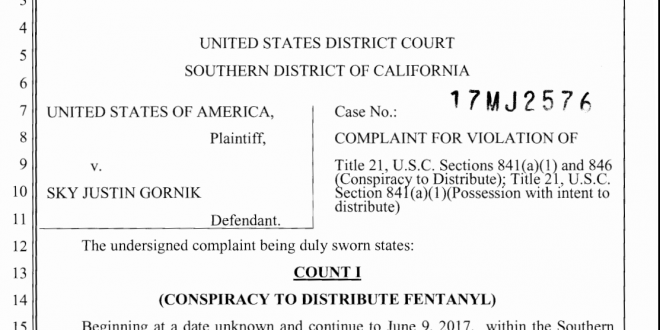 4
5
UNITED STATES DISTRICT COURT
SOUTHERN DISTRICT OF CALIFORNIA
6
7 UNITED STATES OF AMERICA,
8 Plaintiff,
9 v.
10 SKY JUSTIN GORNIK
11 Defendant.
Case No.: 17MJ2576
COMPLAINT FOR VIOLATION OF
Title 21, U.S.C. Sections 841(a)(1) and 846
(Conspiracy to Distribute); Title 21, U.S.C.
Section 841(a)(1)(Possession with intent to
distribute)
12 The undersigned complaint being duly sworn states:
13 COUNT I
14 (CONSPIRACY TO DISTRIBUTE FENTANYL)
15 Beginning at a date unknown and continue to June 9, 2017, within the Southern